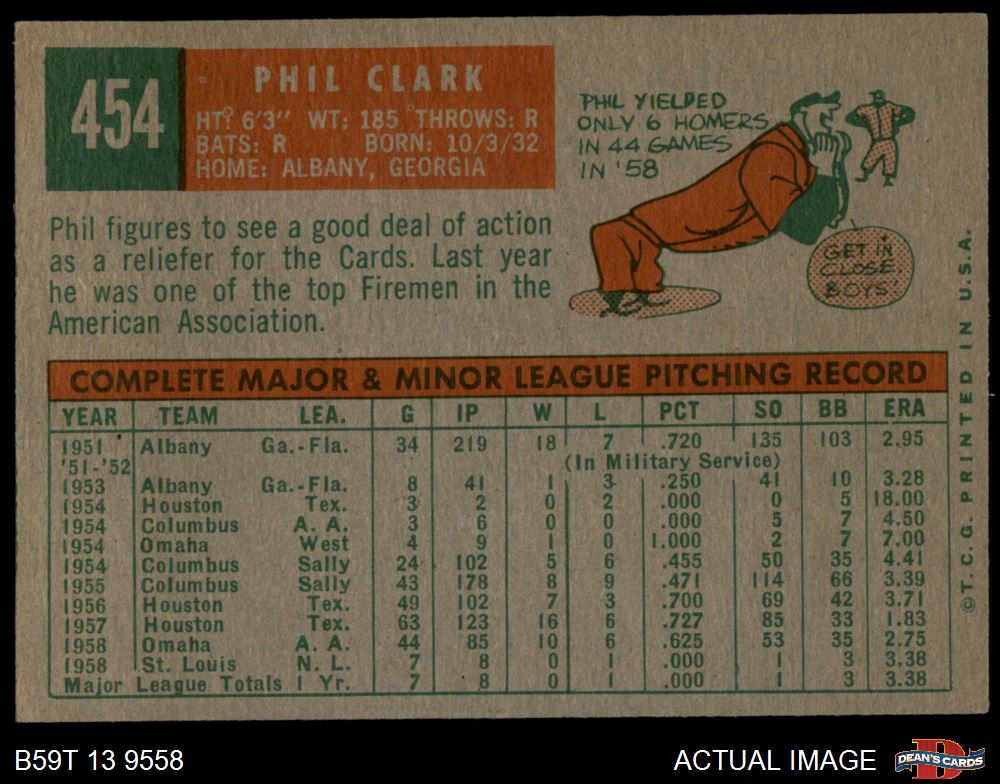 454
PHIL CLARK
HT: 6'3" WT: 185 THROWS: R
BATS: R BORN: 10/3/32
HOME: ALBANY, GEORGIA
PHIL YIELDED
ONLY 6 HOMERS
IN 44 GAMES
IN '58
GET IN
CLOSE,
BOYS!
Phil figures to see a good deal of action
as a reliefer for the Cards. Last year
he was one of the top Firemen in the
American Association.
COMPLETE MAJOR & MINOR LEAGUE PITCHING RECORD
YEAR TEAM LEA. G IP W L PCT SO BB ERA
1951 Albany Ga.-Fla. 34 219 18 7 .720 135 103 2.95
'51-'52 (In Military Service)
1953 Albany Ga.-Fla. 8 41 1 3 .250 41 10 3.28
1954 Houston Tex. 3 2 0 2 .000 0 5 18.00
1954 Columbus A. A. 3 6 0 0 .000 5 7 4.50
1954 Omaha West 4 9 1 0 1.000 2 7 7.00
1954 Columbus Sally 24 102 5 6 .455 50 35 4.41
1955 Columbus Sally 43 178 8 9 .471 114 66 3.39
1956 Houston Tex. 49 102 7 3 .700 69 42 3.71
1957 Houston Tex. 63 123 16 6 .727 85 33 1.83
1958 Omaha A. A. 44 85 10 6 .625 53 35 2.75
1958 St. Louis N. L. 7 8 0 1 .000 1 3 3.38
Major League Totals 1 Yr. 7 8 0 1 .000 1 3 3.38
©T.C.G. PRINTED IN U.S.A.
B59T 13 9558
ACTUAL IMAGE
DEAN'S CARDS